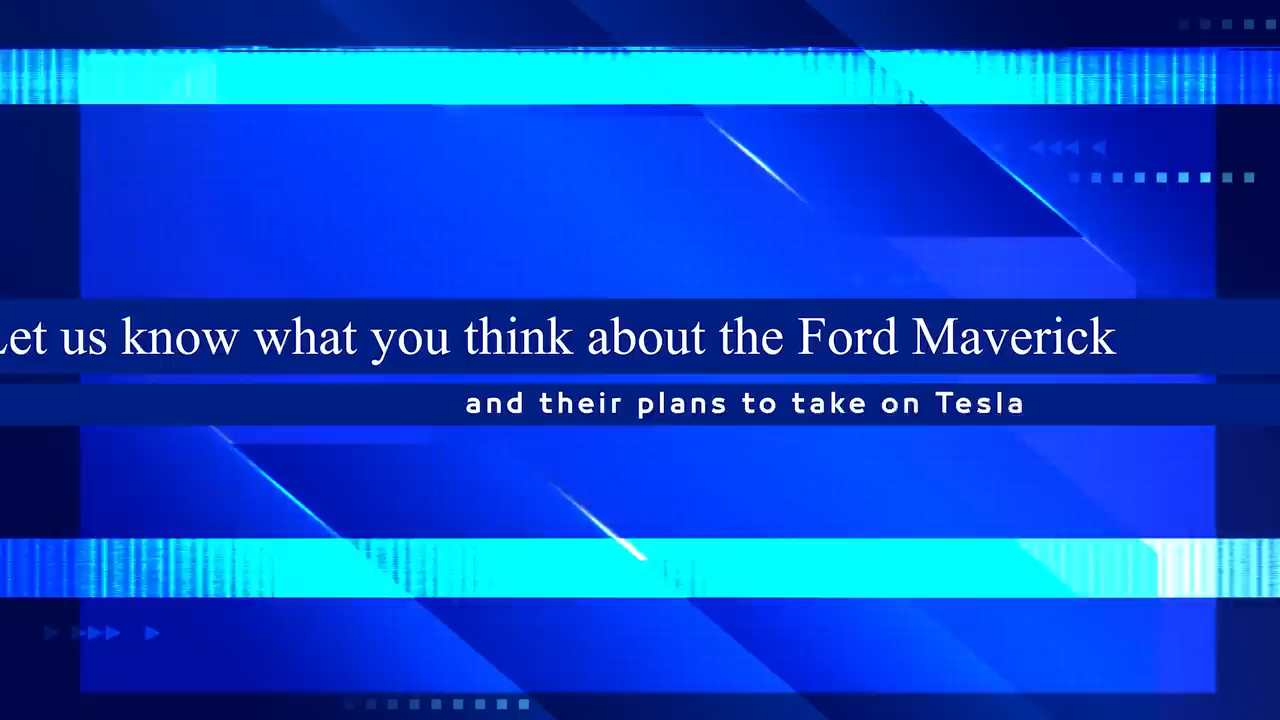 Let us know what you think about the Ford Maverick
and their plans to take on Tesla